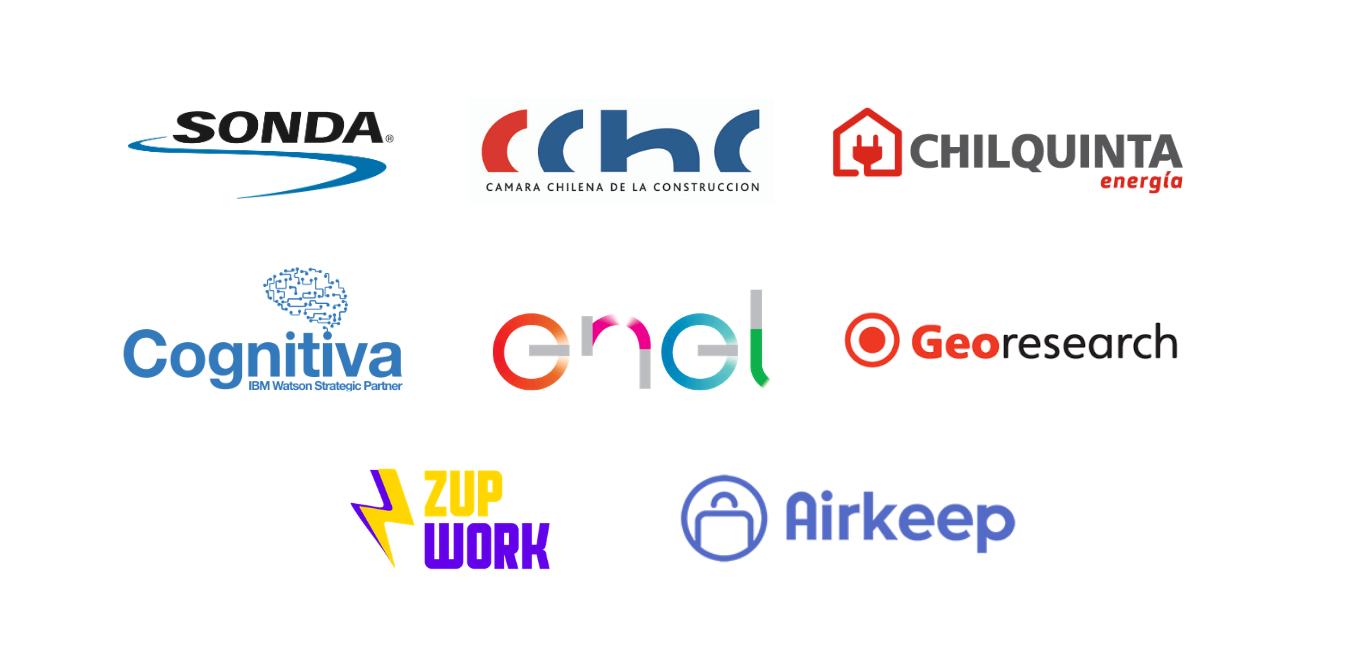 SONDA®
cchc
CAMARA CHILENA DE LA CONSTRUCCION
CHILQUINTA
energía
Cognitiva
IBM Watson Strategic Partner
enel
Georesearch
ZUP
WORK
Airkeep